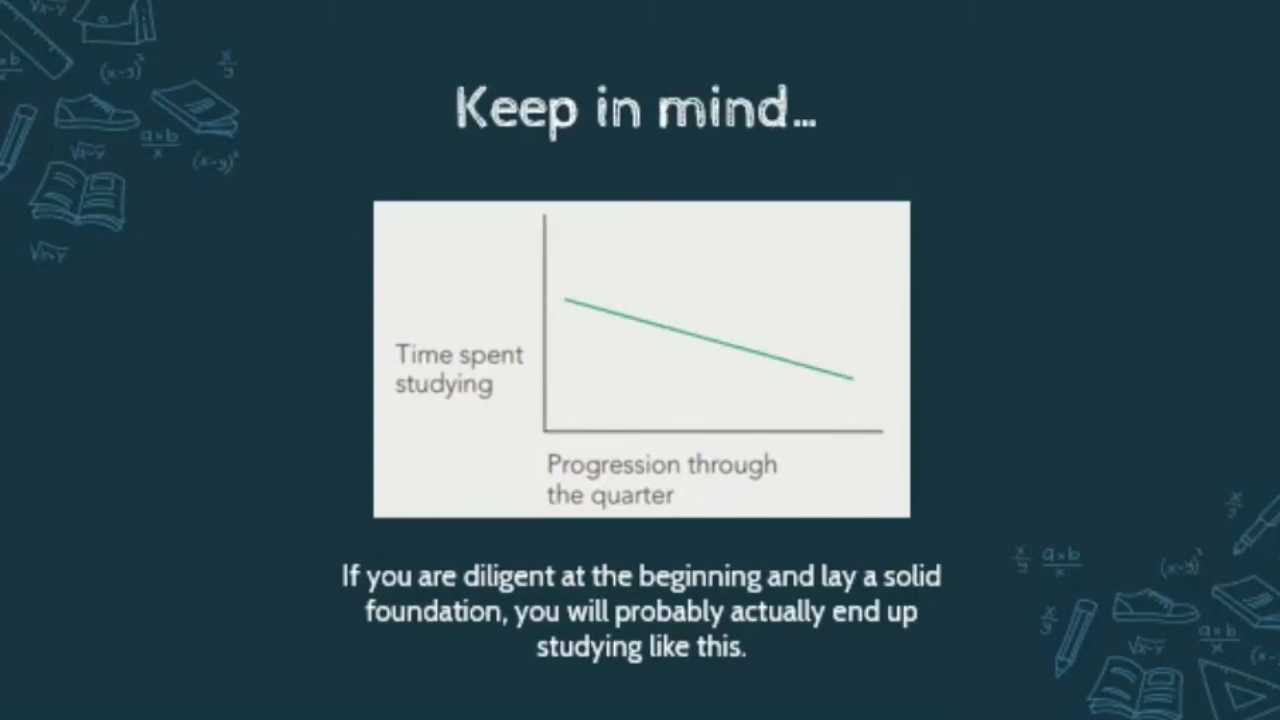 Keep in mind...
Time spent
studying
Progression through
the quarter
If you are diligent at the beginning and lay a solid
foundation, you will probably actually end up
studying like this.